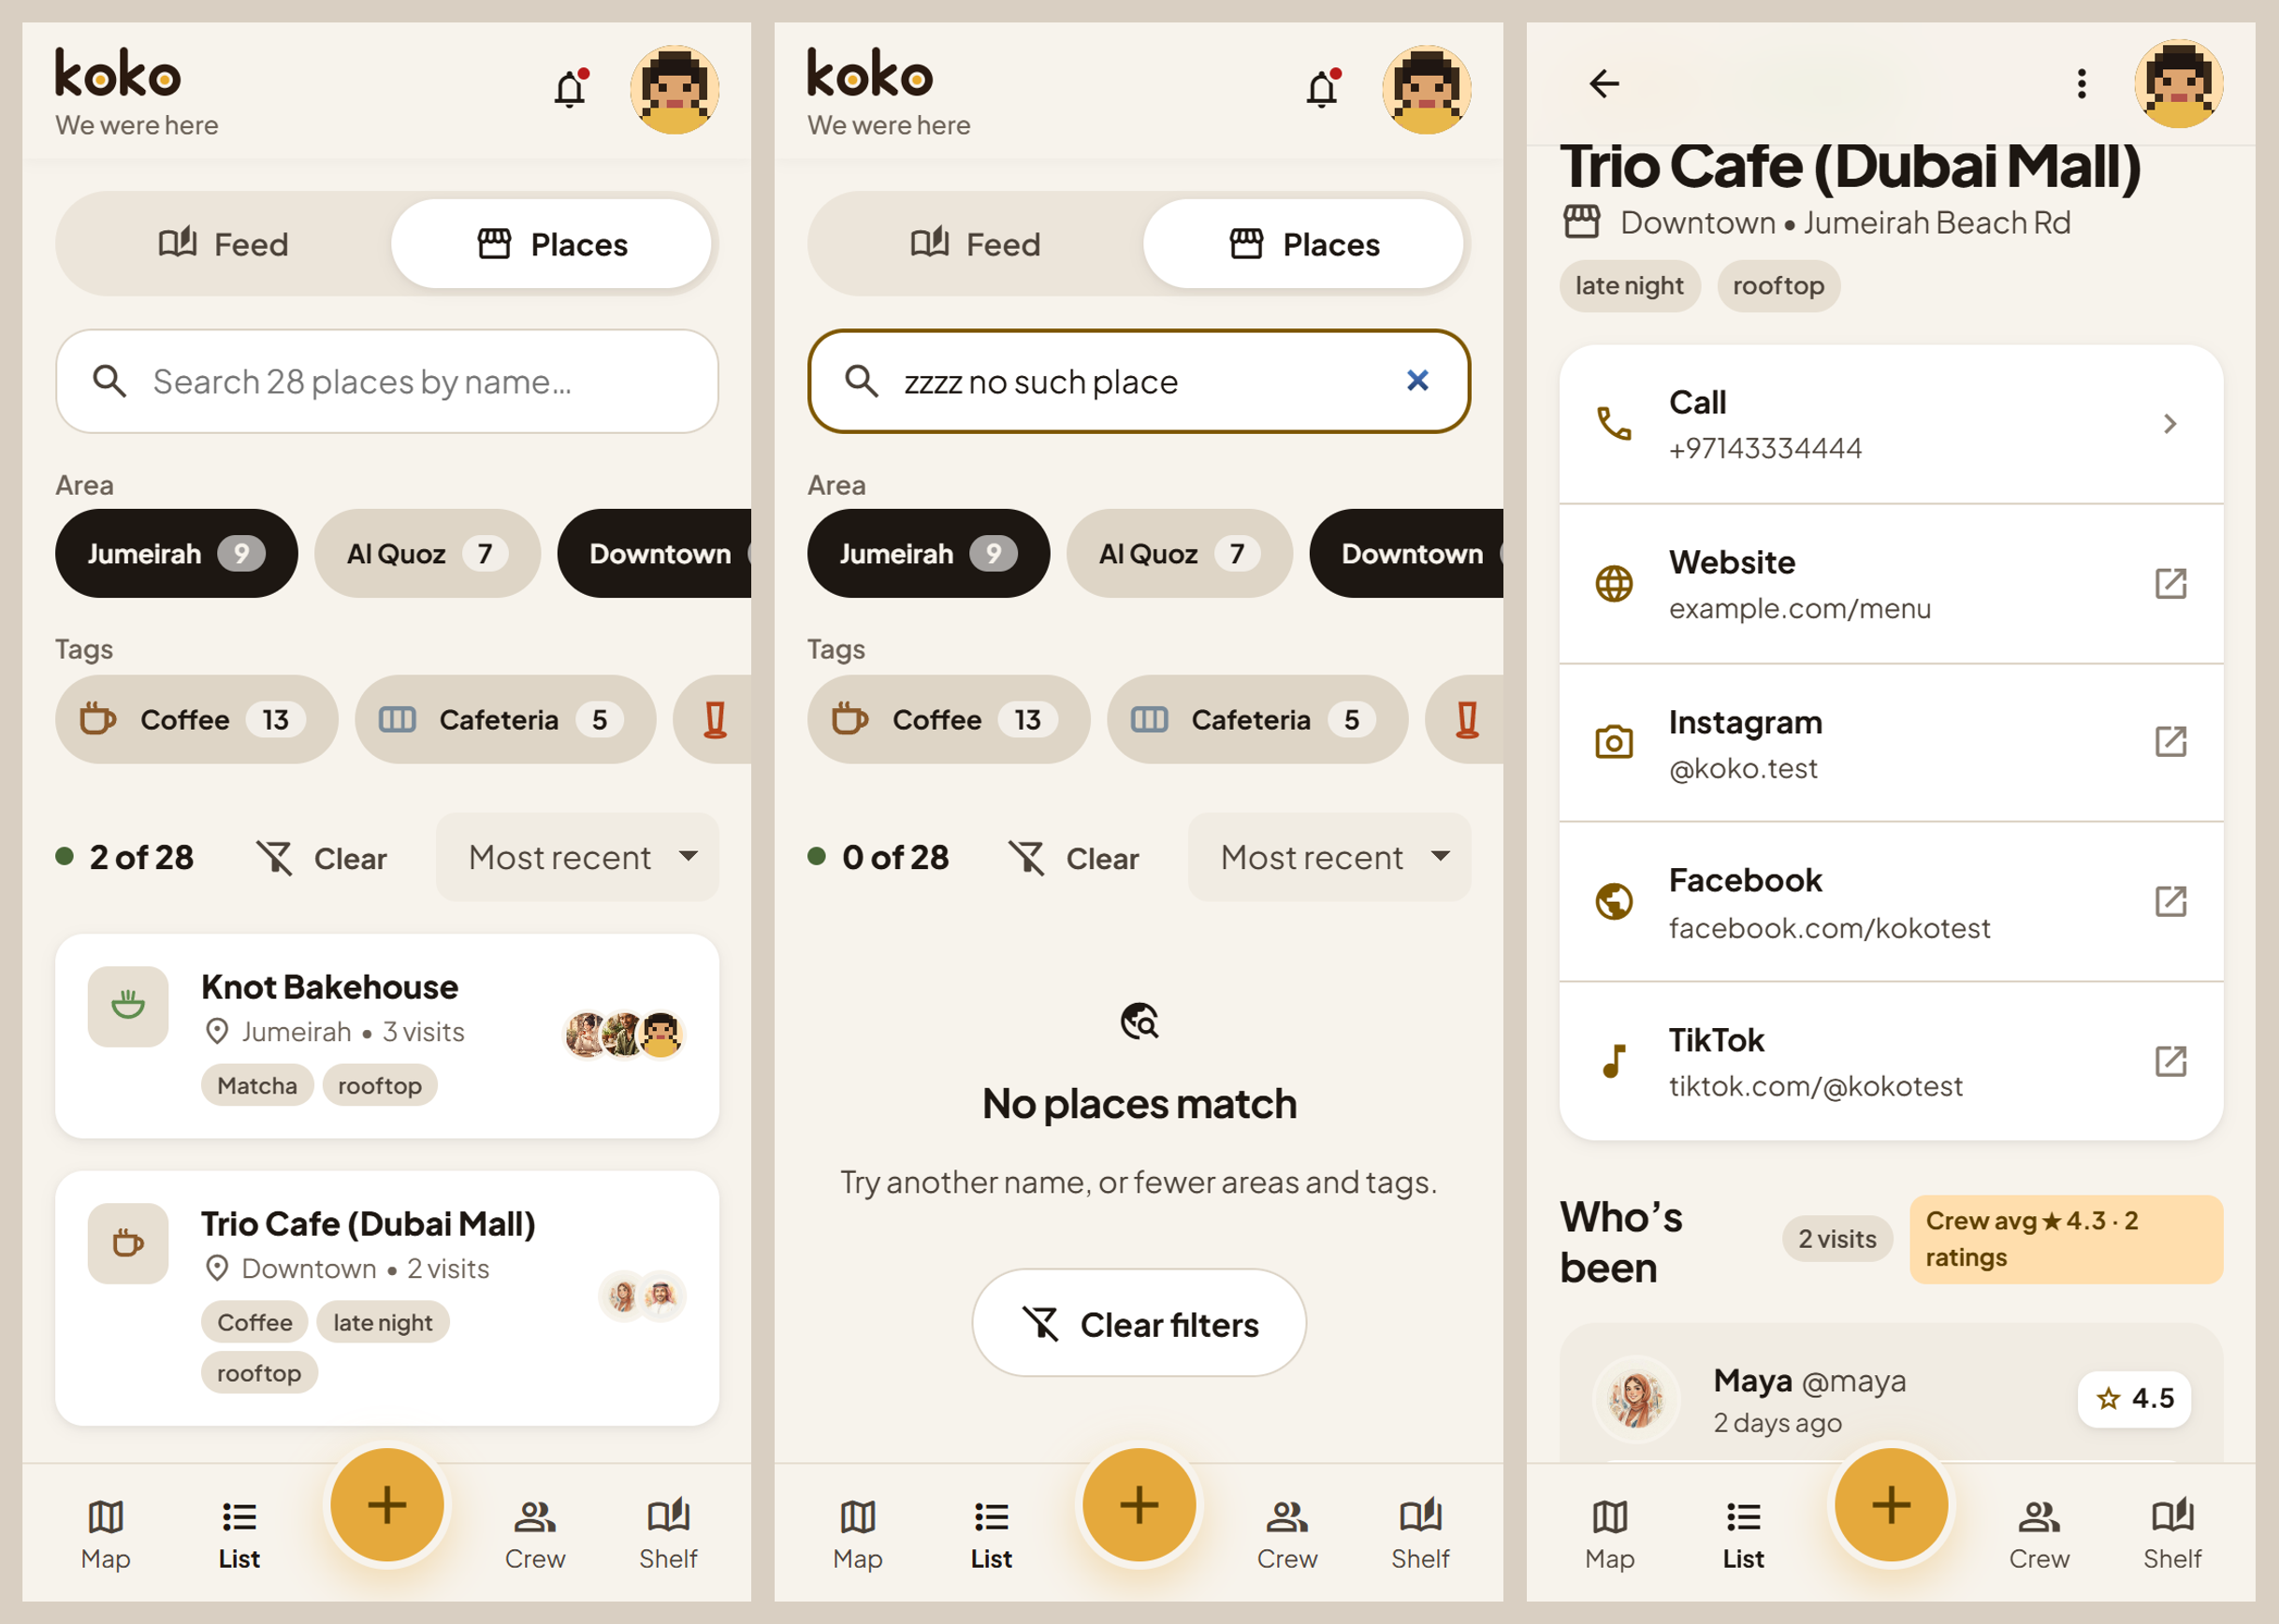 koko
We were here
Feed
Places
Search 28 places by name...
Area
Jumeirah 9
Al Quoz 7
Downtown
Tags
Coffee 13
Cafeteria 5
2 of 28
Clear
Most recent
Knot Bakehouse
Jumeirah • 3 visits
Matcha
rooftop
Trio Cafe (Dubai Mall)
Downtown • 2 visits
Coffee
late night
rooftop
Map
List
Crew
Shelf
koko
We were here
Feed
Places
zzzz no such place
Area
Jumeirah 9
Al Quoz 7
Downtown
Tags
Coffee 13
Cafeteria 5
0 of 28
Clear
Most recent
No places match
Try another name, or fewer areas and tags.
Clear filters
Map
List
Crew
Shelf
Trio Cafe (Dubai Mall)
Downtown • Jumeirah Beach Rd
late night
rooftop
Call
+97143334444
Website
example.com/menu
Instagram
@koko.test
Facebook
facebook.com/kokotest
TikTok
tiktok.com/@kokotest
Who’s
been
2 visits
Crew avg ★ 4.3 · 2
ratings
Maya @maya
2 days ago
4.5
Map
List
Crew
Shelf